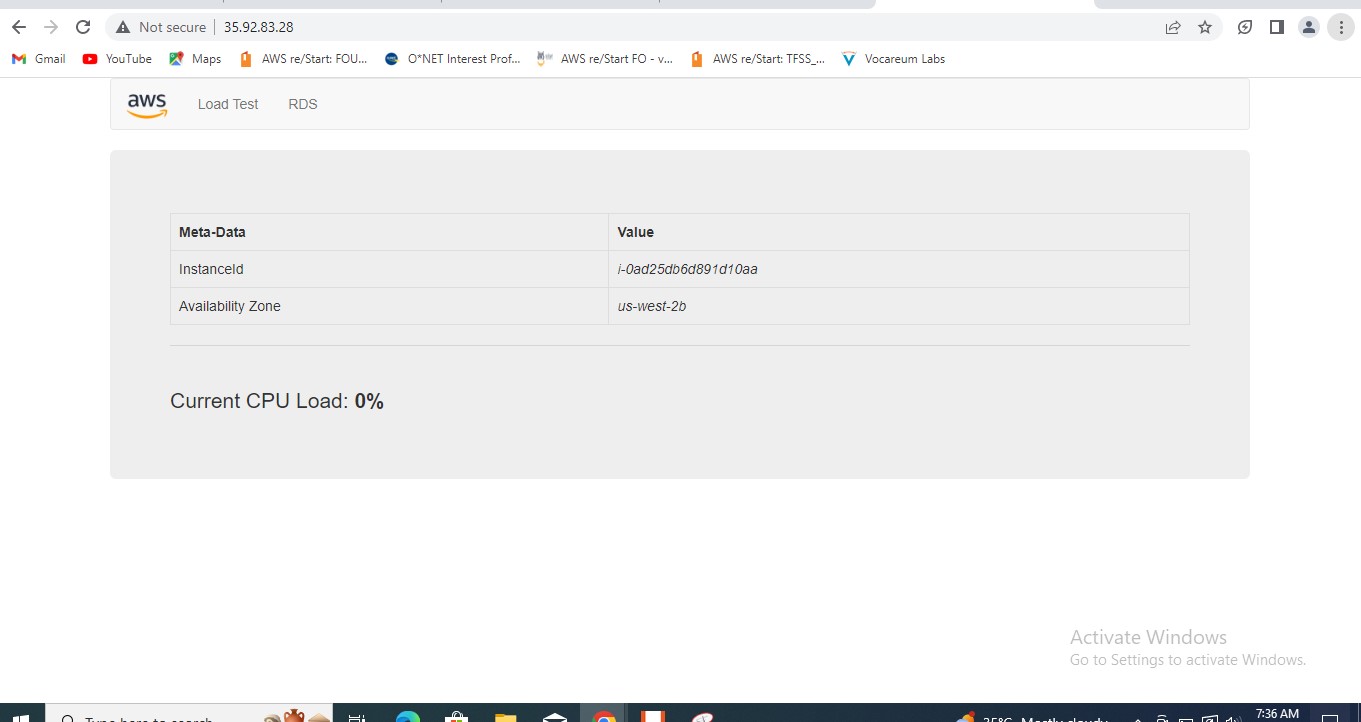 Not secure 35.92.83.28
Gmail YouTube Maps AWS re/Start: FOU... O*NET Interest Prof... AWS re/Start FO - v... AWS re/Start: TFSS_... Vocareum Labs
aws Load Test RDS
Meta-Data Value
InstanceId i-0ad25db6d891d10aa
Availability Zone us-west-2b
Current CPU Load: 0%
Activate Windows
Go to Settings to activate Windows.
Type here to search 35°C Mostly cloudy 7:36 AM